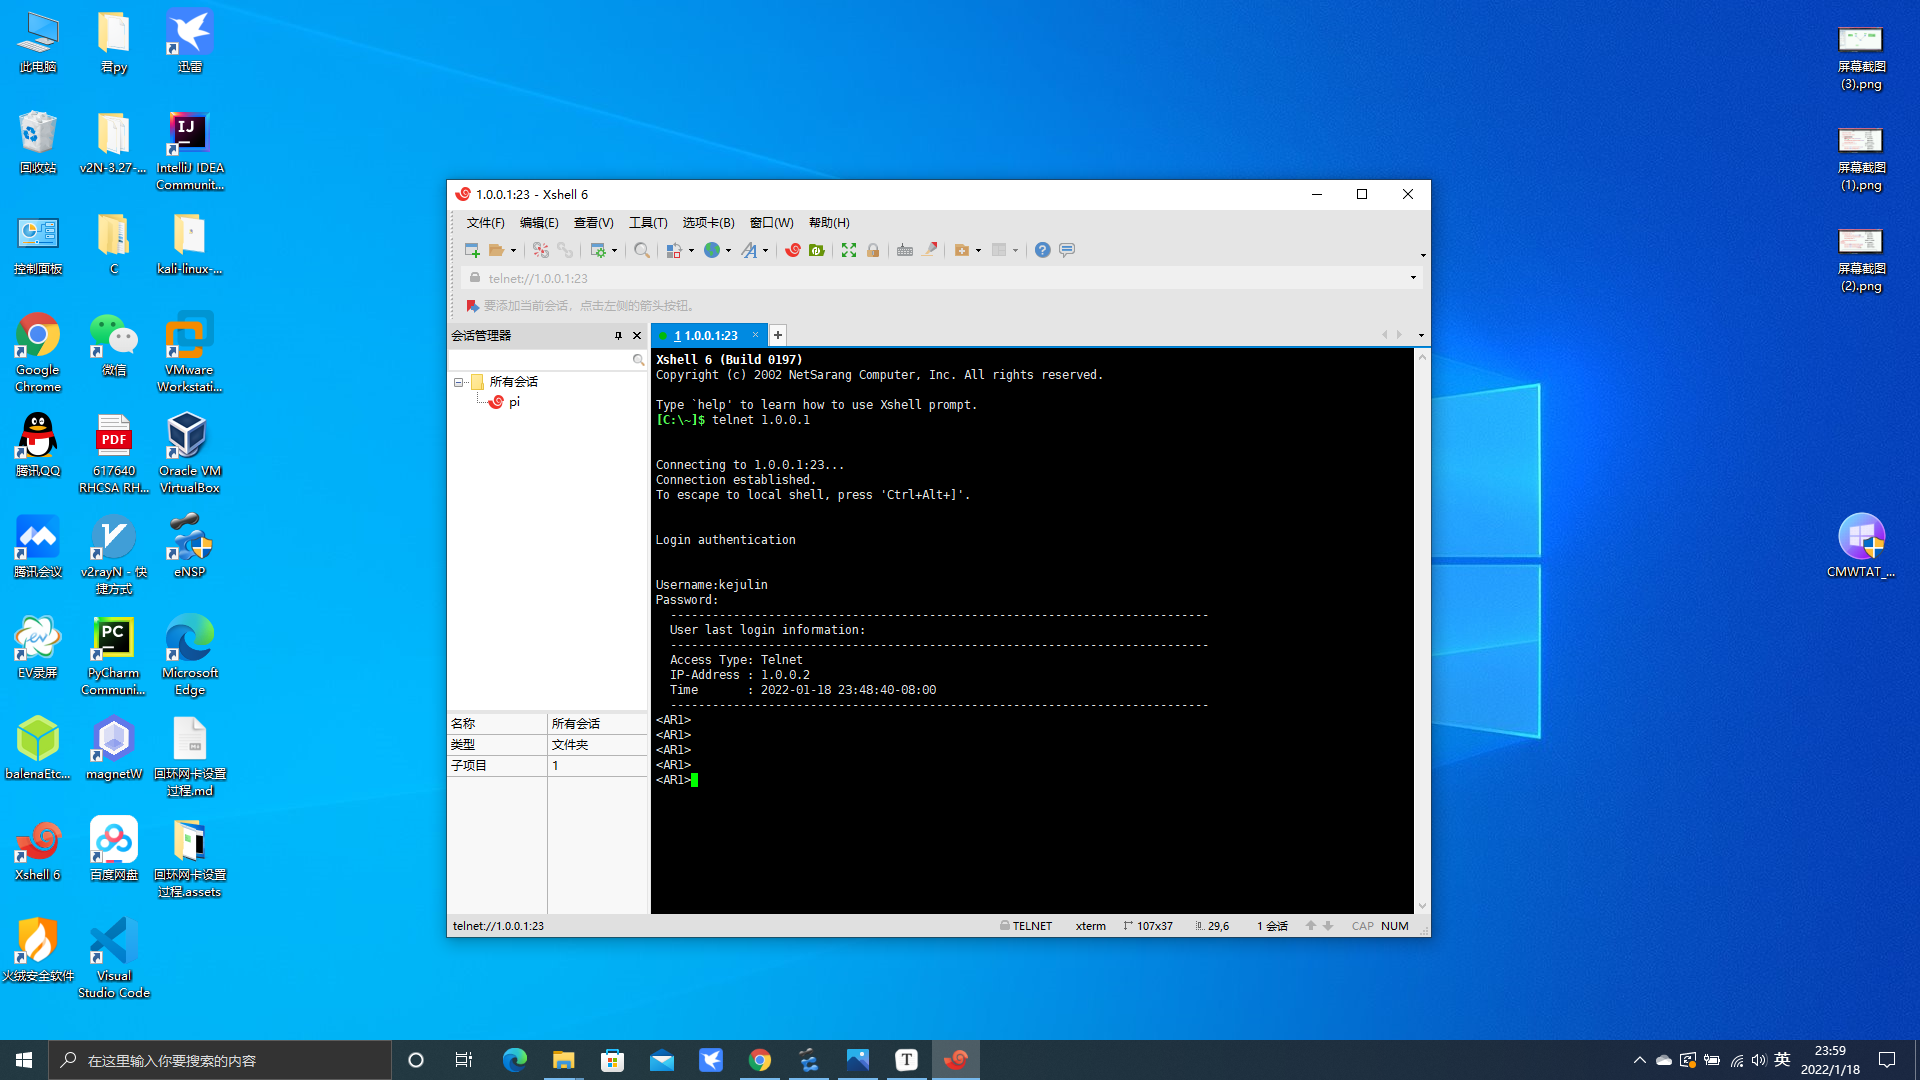 此电脑
君py
迅雷
回收站
v2N-3.27-...
IntelliJ IDEA
Communit...
控制面板
C
kali-linux-...
Google
Chrome
微信
VMware
Workstati...
腾讯QQ
PDF
617640
RHCSA RH...
Oracle VM
VirtualBox
腾讯会议
v2rayN - 快
捷方式
eNSP
EV录屏
PyCharm
Communi...
Microsoft
Edge
balenaEtc...
magnetW
回环网卡设置
过程.md
Xshell 6
百度网盘
回环网卡设置
过程.assets
火绒安全软件
Visual
Studio Code
1.0.0.1:23 - Xshell 6
文件(F) 编辑(E) 查看(V) 工具(T) 选项卡(B) 窗口(W) 帮助(H)
telnet://1.0.0.1:23
要添加当前会话，点击左侧的箭头按钮。
会话管理器
所有会话
pi
名称 所有会话
类型 文件夹
子项目 1
1 1.0.0.1:23
Xshell 6 (Build 0197)
Copyright (c) 2002 NetSarang Computer, Inc. All rights reserved.
Type `help' to learn how to use Xshell prompt.
[C:\~]$ telnet 1.0.0.1
Connecting to 1.0.0.1:23...
Connection established.
To escape to local shell, press 'Ctrl+Alt+]'.
Login authentication
Username:kejulin
Password:
-----------------------------------------------------------------------------
User last login information:
-----------------------------------------------------------------------------
Access Type: Telnet
IP-Address : 1.0.0.2
Time       : 2022-01-18 23:48:40-08:00
-----------------------------------------------------------------------------
<AR1>
<AR1>
<AR1>
<AR1>
<AR1>
telnet://1.0.0.1:23 TELNET xterm 107x37 29,6 1 会话 CAP NUM
屏幕截图
(3).png
屏幕截图
(1).png
屏幕截图
(2).png
CMWTAT_...
在这里输入你要搜索的内容
英
23:59
2022/1/18